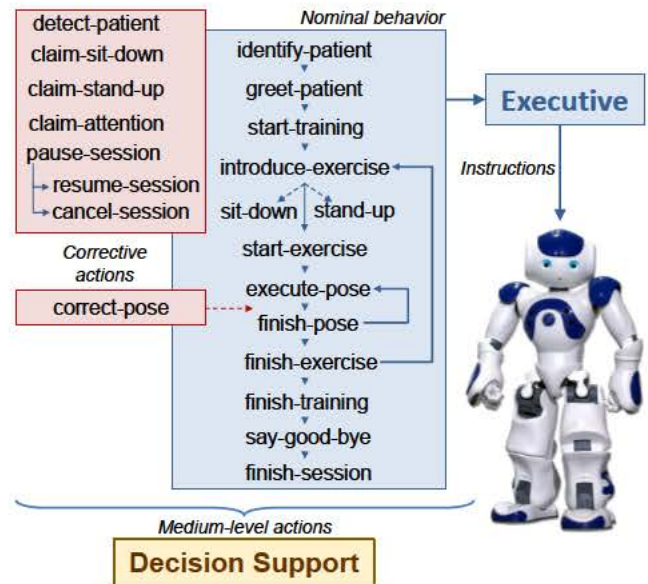 detect-patient
claim-sit-down
claim-stand-up
claim-attention
pause-session
resume-session
cancel-session
Corrective
actions
correct-pose
Nominal behavior
identify-patient
greet-patient
start-training
introduce-exercise
sit-down stand-up
start-exercise
execute-pose
finish-pose
finish-exercise
finish-training
say-good-bye
finish-session
Executive
Instructions
Medium-level actions
Decision Support